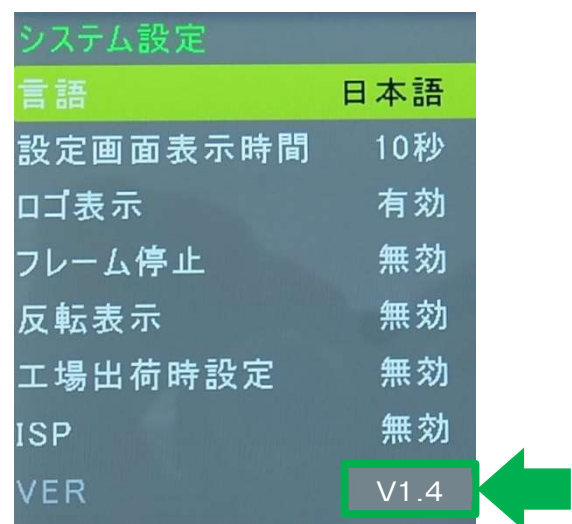 システム設定
言語 日本語
設定画面表示時間 10秒
ロゴ表示 有効
フレーム停止 無効
反転表示 無効
工場出荷時設定 無効
ISP 無効
VER V1.4